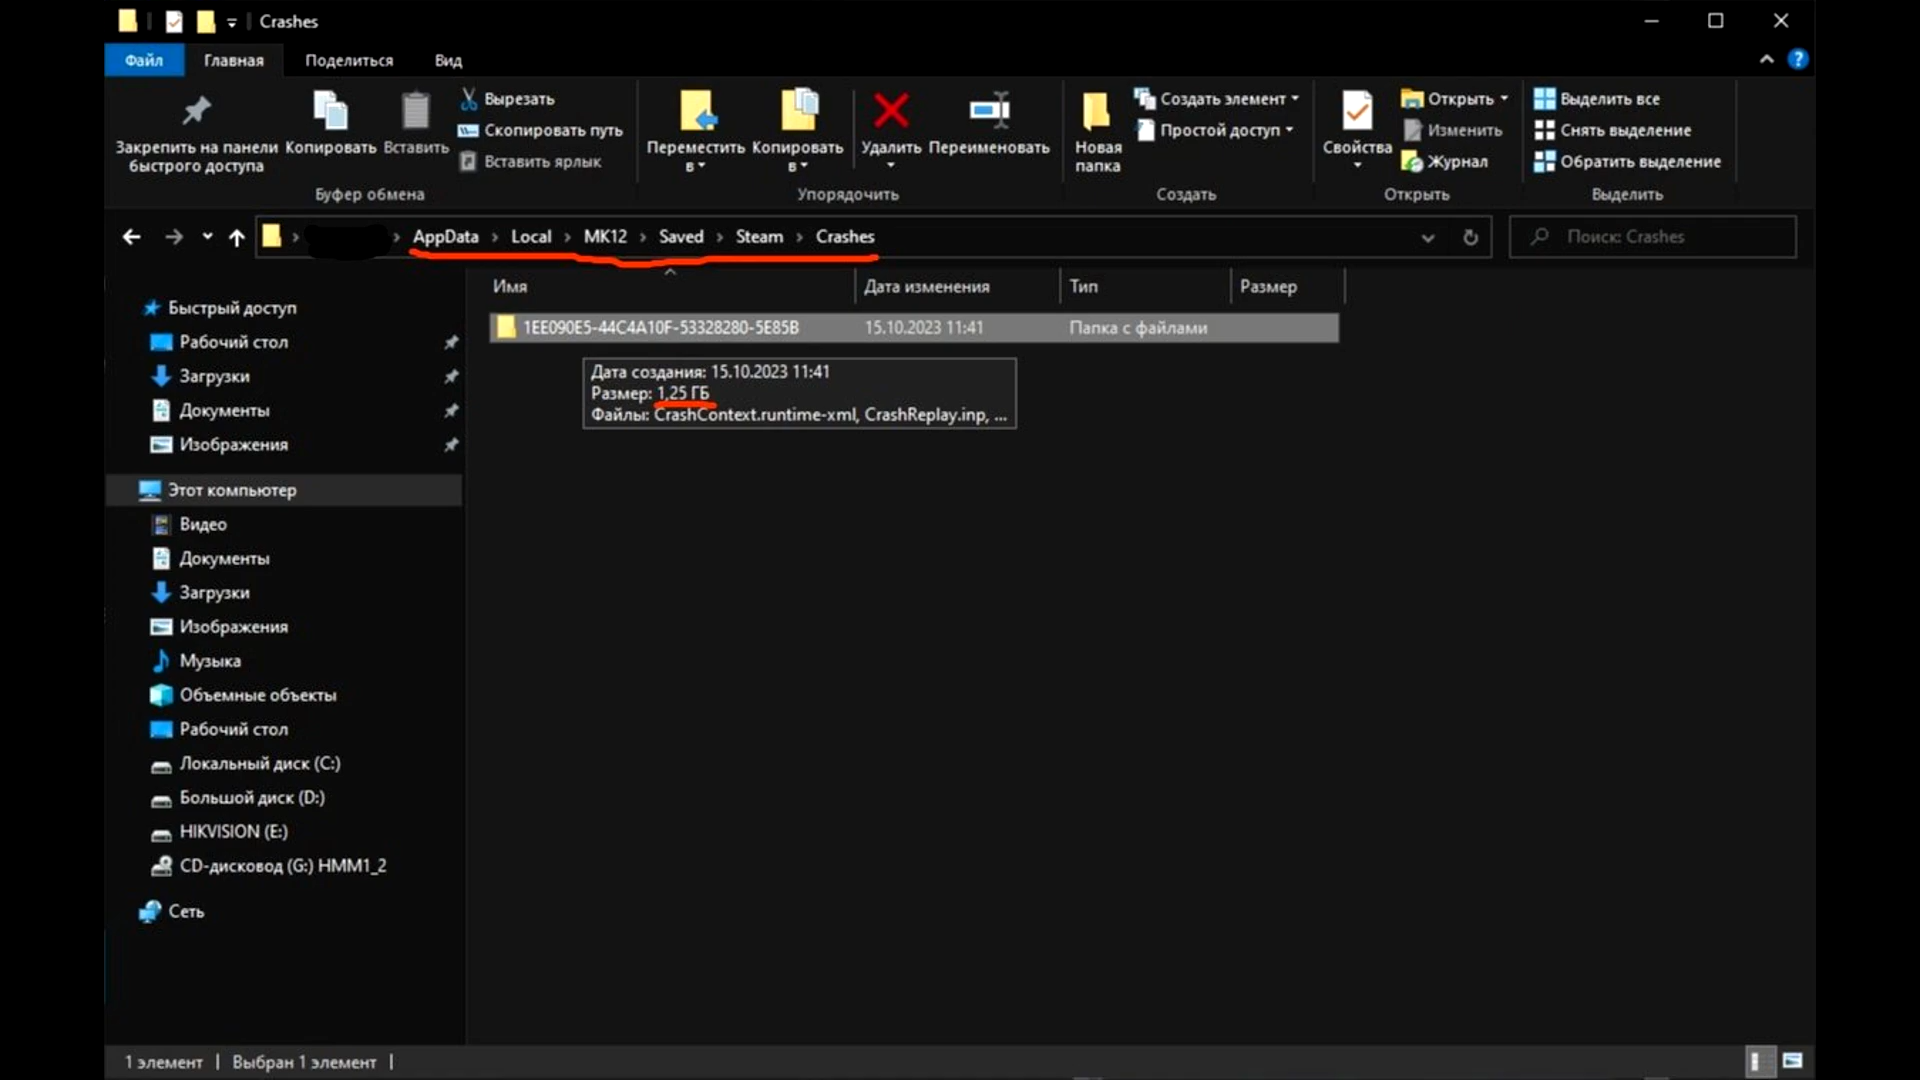 Crashes
Файл Главная Поделиться Вид
Закрепить на панели быстрого доступа
Копировать
Вставить
Вырезать
Скопировать путь
Вставить ярлык
Буфер обмена
Переместить в
Копировать в
Удалить
Переименовать
Упорядочить
Новая папка
Создать элемент
Простой доступ
Создать
Свойства
Открыть
Изменить
Журнал
Открыть
Выделить все
Снять выделение
Обратить выделение
Выделить
AppData › Local › MK12 › Saved › Steam › Crashes
Поиск: Crashes
Имя Дата изменения Тип Размер
1EE090E5-44C4A10F-53328280-5E85B 15.10.2023 11:41 Папка с файлами
Дата создания: 15.10.2023 11:41
Размер: 1,25 ГБ
Файлы: CrashContext.runtime-xml, CrashReplay.inp, ...
Быстрый доступ
Рабочий стол
Загрузки
Документы
Изображения
Этот компьютер
Видео
Документы
Загрузки
Изображения
Музыка
Объемные объекты
Рабочий стол
Локальный диск (C:)
Большой диск (D:)
HIKVISION (E:)
CD-дисковод (G:) HMM1_2
Сеть
1 элемент | Выбран 1 элемент |